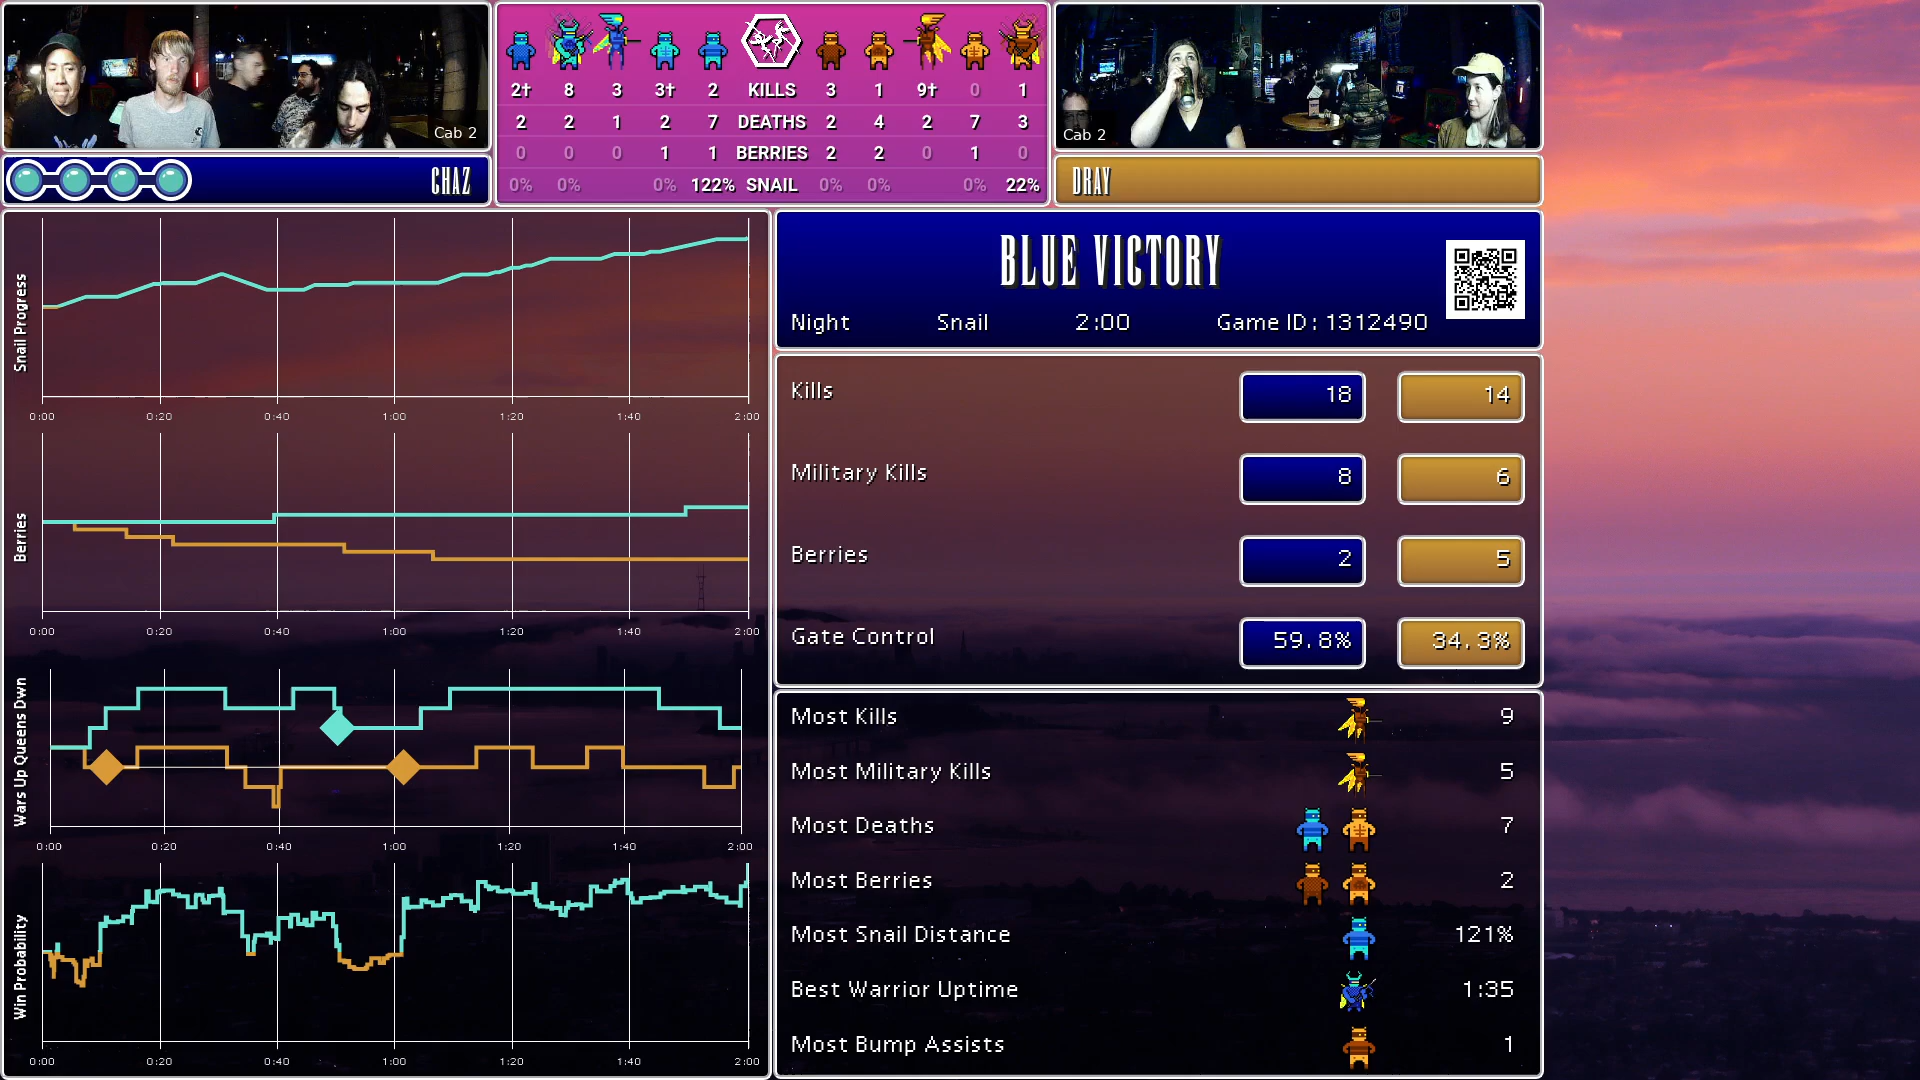 Cab 2
CHAZ
2† 8 3 3† 2 KILLS 3 1 9† 0 1
2 2 1 2 7 DEATHS 2 4 2 7 3
0 0 0 1 1 BERRIES 2 2 0 1 0
0% 0% 0% 122% SNAIL 0% 0% 0% 22%
Cab 2
DRAY
Snail Progress
0:00 0:20 0:40 1:00 1:20 1:40 2:00
Berries
0:00 0:20 0:40 1:00 1:20 1:40 2:00
Wars Up Queens Dwn
0:00 0:20 0:40 1:00 1:20 1:40 2:00
Win Probability
0:00 0:20 0:40 1:00 1:20 1:40 2:00
BLUE VICTORY
Night Snail 2:00 Game ID: 1312490
Kills 18 14
Military Kills 8 6
Berries 2 5
Gate Control 59.8% 34.3%
Most Kills 9
Most Military Kills 5
Most Deaths 7
Most Berries 2
Most Snail Distance 121%
Best Warrior Uptime 1:35
Most Bump Assists 1